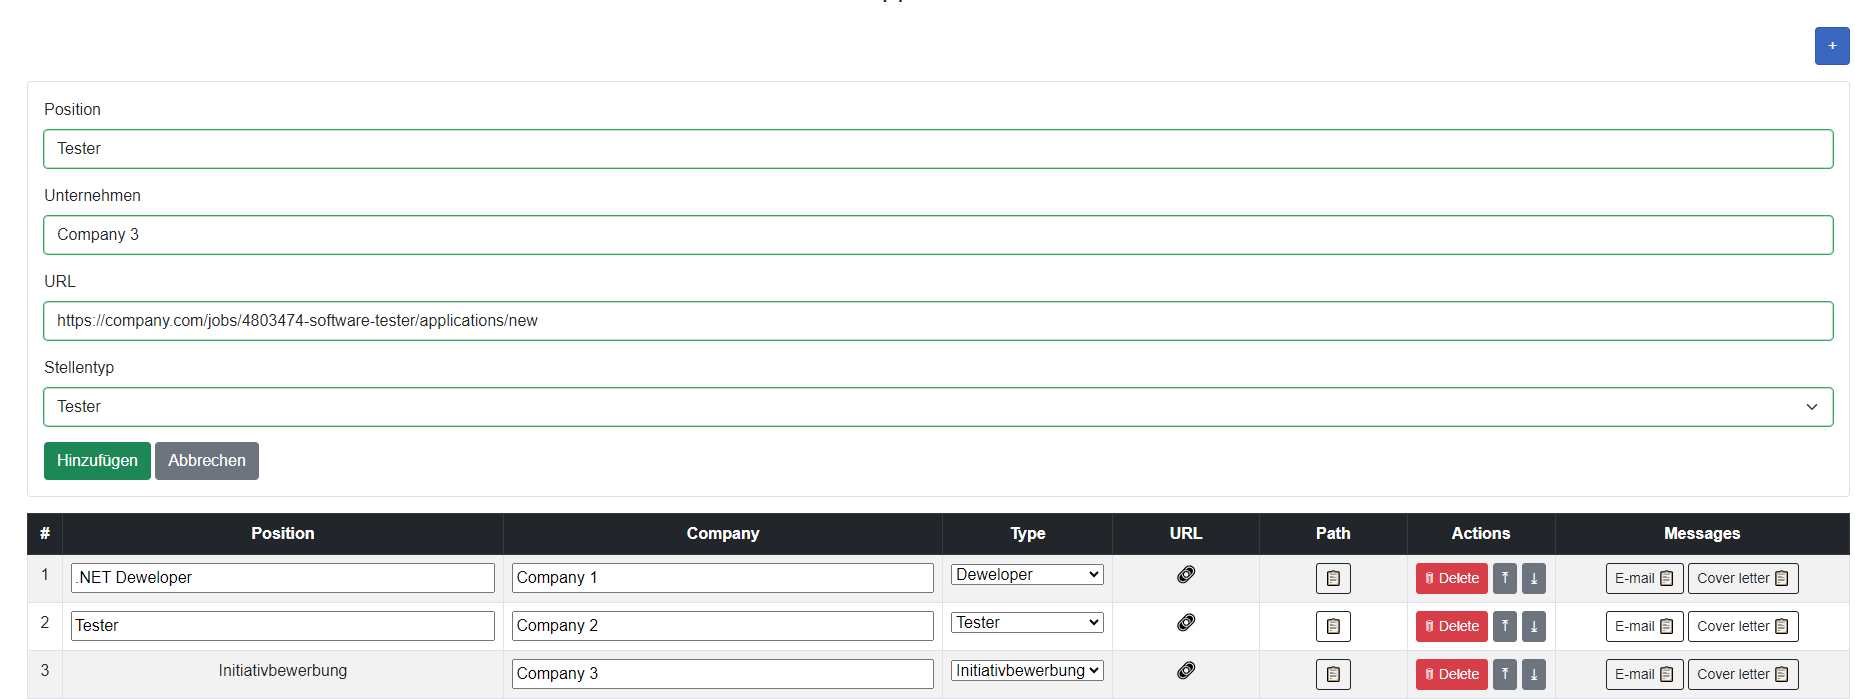 +
Position
Tester
Unternehmen
Company 3
URL
https://company.com/jobs/4803474-software-tester/applications/new
Stellentyp
Tester
Hinzufügen Abbrechen
# Position Company Type URL Path Actions Messages
1 .NET Deweloper Company 1 Deweloper Delete E-mail Cover letter
2 Tester Company 2 Tester Delete E-mail Cover letter
3 Initiativbewerbung Company 3 Initiativbewerbung Delete E-mail Cover letter